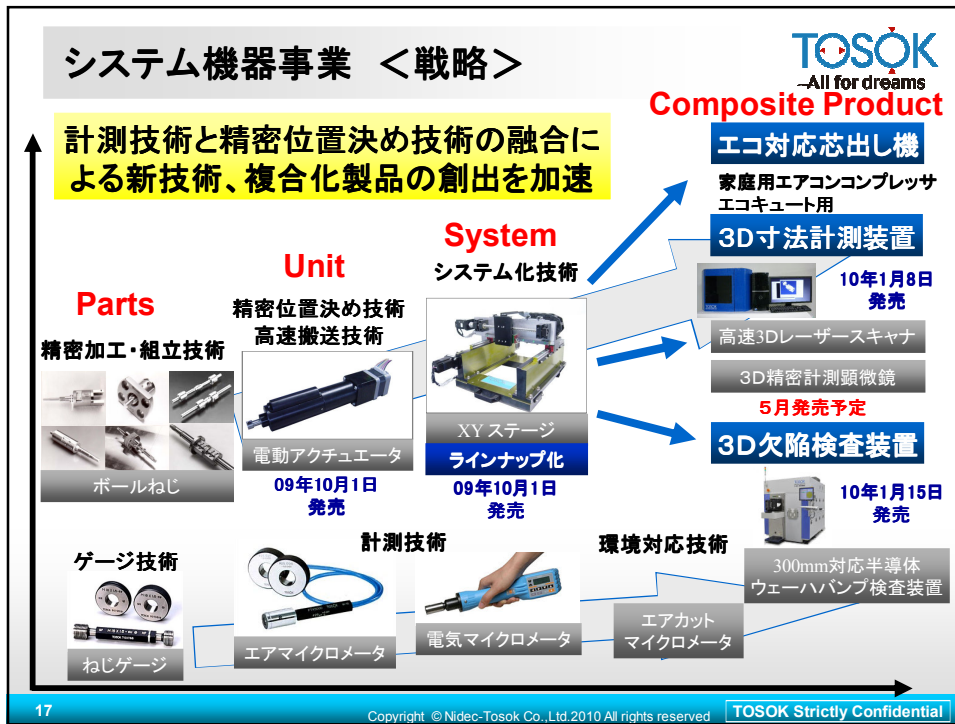 システム機器事業 ＜戦略＞
TOSOK
All for dreams
Composite Product
計測技術と精密位置決め技術の融合に
よる新技術、複合化製品の創出を加速
エコ対応芯出し機
家庭用エアコンコンプレッサ
エコキュート用
3D寸法計測装置
10年1月8日
発売
高速3Dレーザースキャナ
3D精密計測顕微鏡
5月発売予定
3D欠陥検査装置
10年1月15日
発売
300mm対応半導体
ウェーハバンプ検査装置
System
システム化技術
XYステージ
ラインナップ化
09年10月1日
発売
Unit
精密位置決め技術
高速搬送技術
電動アクチュエータ
09年10月1日
発売
Parts
精密加工・組立技術
ボールねじ
ゲージ技術
ねじゲージ
計測技術
エアマイクロメータ
電気マイクロメータ
環境対応技術
エアカット
マイクロメータ
17
Copyright © Nidec-Tosok Co.,Ltd.2010 All rights reserved
TOSOK Strictly Confidential